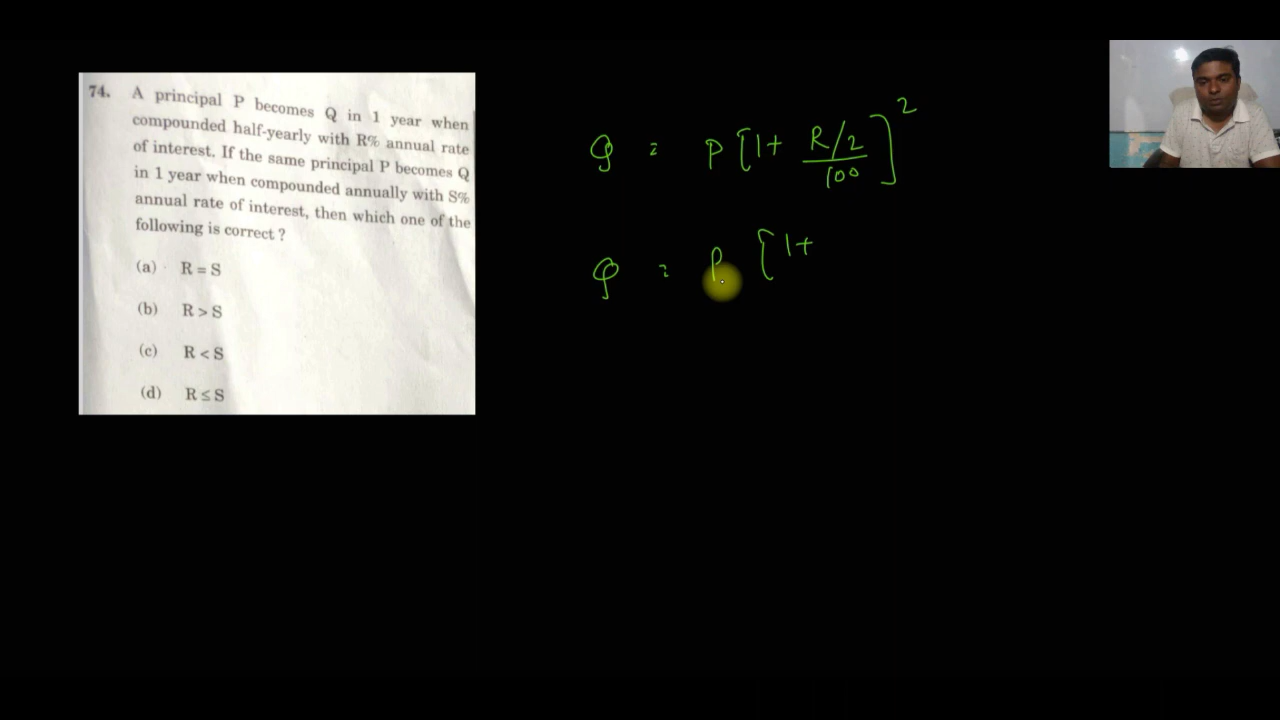 74. A principal P becomes Q in 1 year when
compounded half-yearly with R% annual rate
of interest. If the same principal P becomes Q
in 1 year when compounded annually with S%
annual rate of interest, then which one of the
following is correct ?
(a) R = S
(b) R > S
(c) R < S
(d) R ≤ S
Q = P [1+ R/2 / 100]²
Q = P [1+